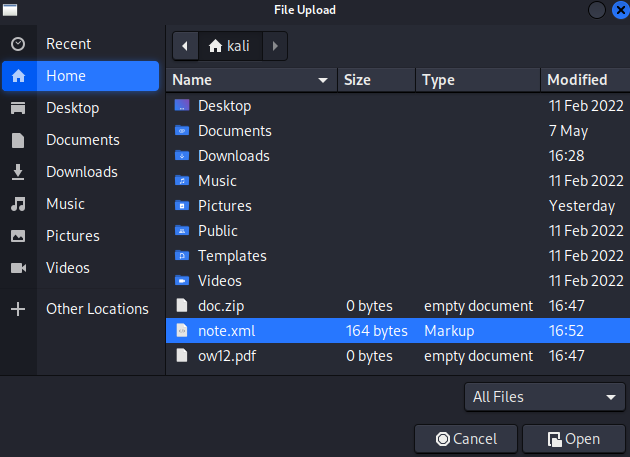 File Upload
Recent
Home
Desktop
Documents
Downloads
Music
Pictures
Videos
Other Locations
kali
Name Size Type Modified
Desktop 11 Feb 2022
Documents 7 May
Downloads 16:28
Music 11 Feb 2022
Pictures Yesterday
Public 11 Feb 2022
Templates 11 Feb 2022
Videos 11 Feb 2022
doc.zip 0 bytes empty document 16:47
note.xml 164 bytes Markup 16:52
ow12.pdf 0 bytes empty document 16:47
All Files
Cancel Open